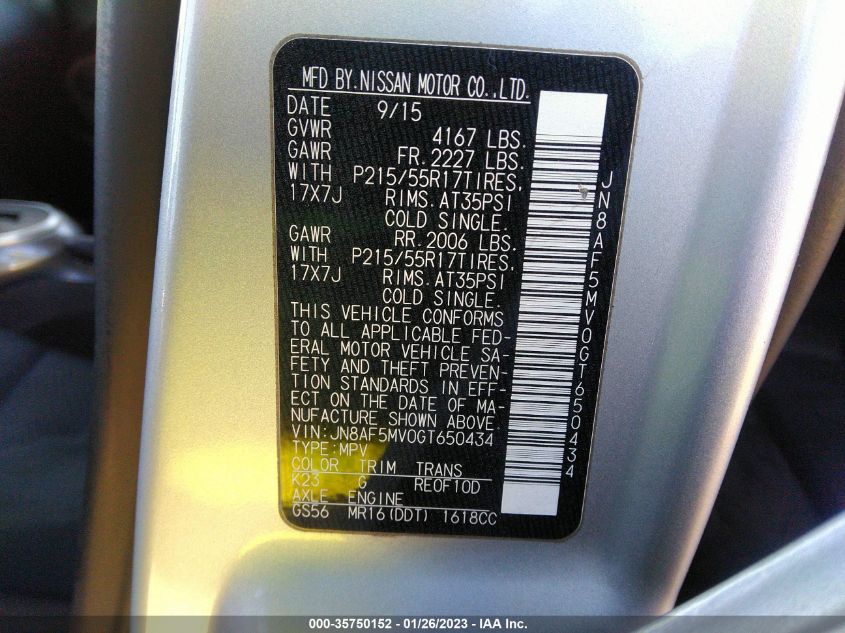 MFD BY.NISSAN MOTOR CO.,LTD.
DATE 9/15
GVWR 4167 LBS.
GAWR FR.2227 LBS.
WITH P215/55R17TIRES,
17X7J RIMS.AT35PSI
COLD SINGLE.
GAWR RR.2006 LBS.
WITH P215/55R17TIRES,
17X7J RIMS.AT35PSI
COLD SINGLE.
THIS VEHICLE CONFORMS
TO ALL APPLICABLE FED-
ERAL MOTOR VEHICLE SA-
FETY AND THEFT PREVEN-
TION STANDARDS IN EFF-
ECT ON THE DATE OF MA-
NUFACTURE SHOWN ABOVE.
VIN:JN8AF5MV0GT650434
TYPE:MPV
COLOR TRIM TRANS
K23 G RE0F10D
AXLE ENGINE
GS56 MR16(DDT) 1618CC
JN8AF5MV0GT650434
000-35750152 - 01/26/2023 - IAA Inc.